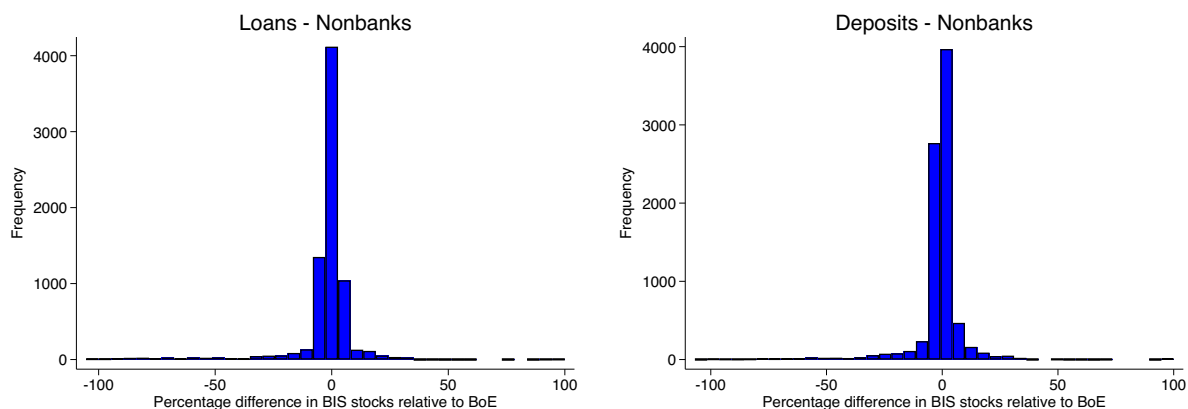 Loans - Nonbanks
Frequency
4000
3000
2000
1000
0
-100 -50 0 50 100
Percentage difference in BIS stocks relative to BoE
Deposits - Nonbanks
Frequency
4000
3000
2000
1000
0
-100 -50 0 50 100
Percentage difference in BIS stocks relative to BoE